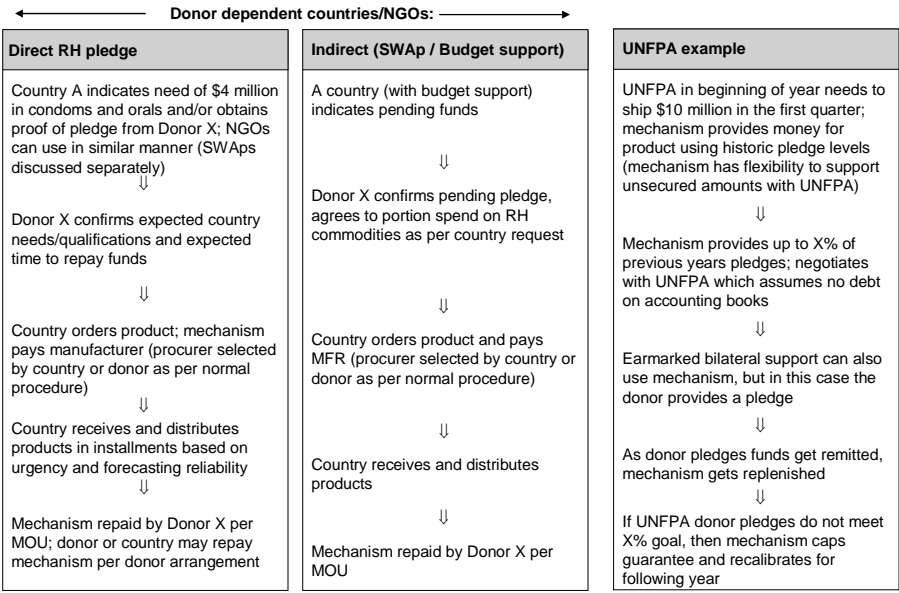 Donor dependent countries/NGOs:
Direct RH pledge
Country A indicates need of $4 million
in condoms and orals and/or obtains
proof of pledge from Donor X; NGOs
can use in similar manner (SWAps
discussed separately)
⇓
Donor X confirms expected country
needs/qualifications and expected
time to repay funds
⇓
Country orders product; mechanism
pays manufacturer (procurer selected
by country or donor as per normal
procedure)
⇓
Country receives and distributes
products in installments based on
urgency and forecasting reliability
⇓
Mechanism repaid by Donor X per
MOU; donor or country may repay
mechanism per donor arrangement
Indirect (SWAp / Budget support)
A country (with budget support)
indicates pending funds
⇓
Donor X confirms pending pledge,
agrees to portion spend on RH
commodities as per country request
⇓
Country orders product and pays
MFR (procurer selected by country or
donor as per normal procedure)
⇓
Country receives and distributes
products
⇓
Mechanism repaid by Donor X per
MOU
UNFPA example
UNFPA in beginning of year needs to
ship $10 million in the first quarter;
mechanism provides money for
product using historic pledge levels
(mechanism has flexibility to support
unsecured amounts with UNFPA)
⇓
Mechanism provides up to X% of
previous years pledges; negotiates
with UNFPA which assumes no debt
on accounting books
⇓
Earmarked bilateral support can also
use mechanism, but in this case the
donor provides a pledge
⇓
As donor pledges funds get remitted,
mechanism gets replenished
⇓
If UNFPA donor pledges do not meet
X% goal, then mechanism caps
guarantee and recalibrates for
following year